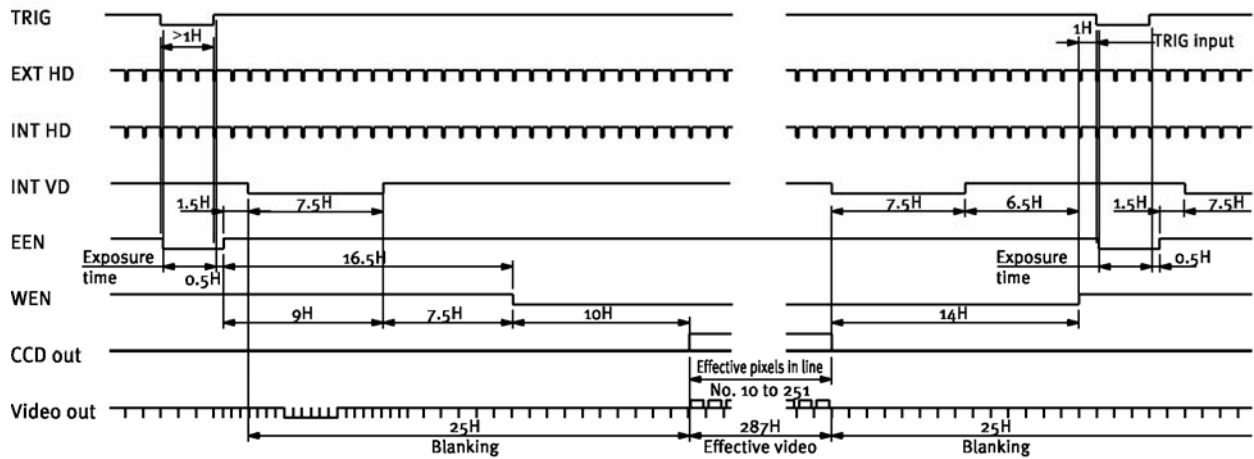 TRIG
>1H
1H
TRIG input
EXT HD
INT HD
INT VD
1.5H
7.5H
7.5H
6.5H
1.5H
7.5H
EEN
Exposure time
0.5H
16.5H
Exposure time
0.5H
WEN
9H
7.5H
10H
14H
CCD out
Effective pixels in line
No. 10 to 251
Video out
25H
287H
25H
Blanking
Effective video
Blanking